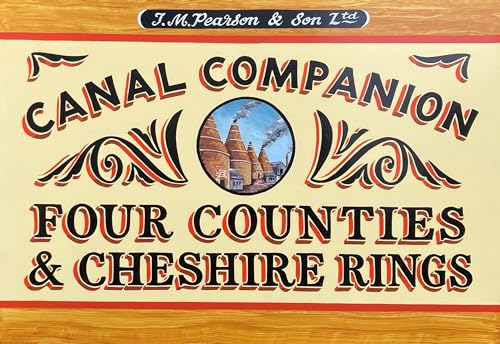 J.M.Pearson & Son Ltd
CANAL COMPANION
FOUR COUNTIES
& CHESHIRE RINGS